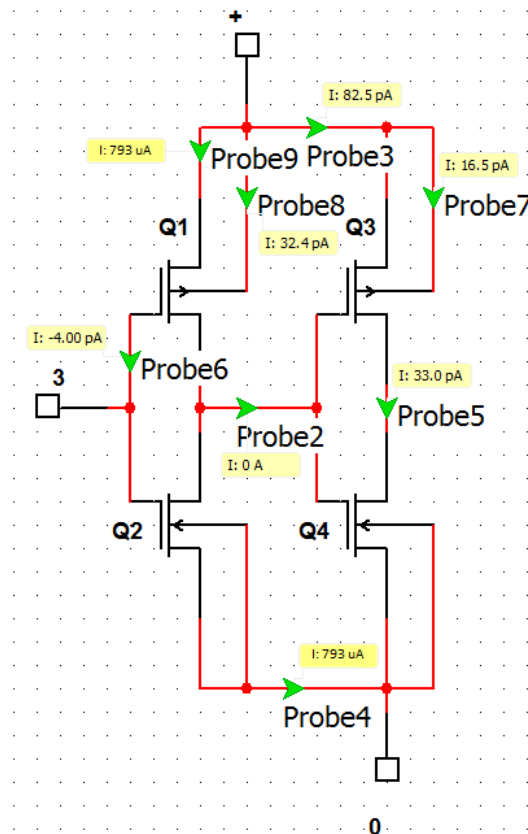 +
I: 82.5 pA
I: 793 uA
Probe9
Probe3
I: 16.5 pA
Probe8
Probe7
Q1
I: 32.4 pA
Q3
I: -4.00 pA
Probe6
I: 33.0 pA
3
Probe2
Probe5
I: 0 A
Q2
Q4
I: 793 uA
Probe4
0